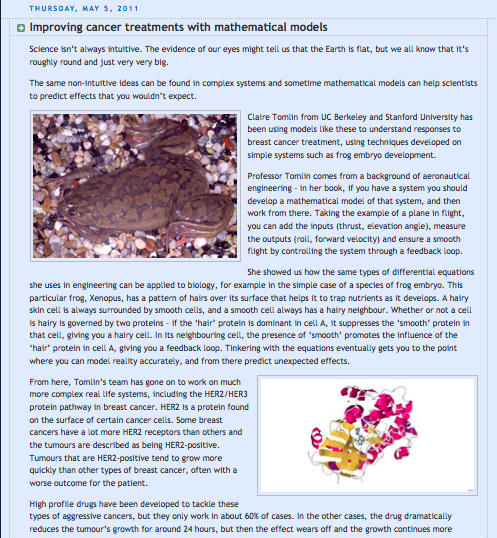 THURSDAY, MAY 5, 2011
Improving cancer treatments with mathematical models
Science isn't always intuitive. The evidence of our eyes might tell us that the Earth is flat, but we all know that it's
roughly round and just very very big.
The same non-intuitive ideas can be found in complex systems and sometime mathematical models can help scientists
to predict effects that you wouldn't expect.
Claire Tomlin from UC Berkeley and Stanford University has
been using models like these to understand responses to
breast cancer treatment, using techniques developed on
simple systems such as frog embryo development.
Professor Tomlin comes from a background of aeronautical
engineering - in her book, if you have a system you should
develop a mathematical model of that system, and then
work from there. Taking the example of a plane in flight,
you can add the inputs (thrust, elevation angle), measure
the outputs (roll, forward velocity) and ensure a smooth
flight by controlling the system through a feedback loop.
She showed us how the same types of differential equations
she uses in engineering can be applied to biology, for example in the simple case of a species of frog embryo. This
particular frog, Xenopus, has a pattern of hairs over its surface that helps it to trap nutrients as it develops. A hairy
skin cell is always surrounded by smooth cells, and a smooth cell always has a hairy neighbour. Whether or not a cell
is hairy is governed by two proteins - if the 'hair' protein is dominant in cell A, it suppresses the 'smooth' protein in
that cell, giving you a hairy cell. In its neighbouring cell, the presence of 'smooth' promotes the influence of the
'hair' protein in cell A, giving you a feedback loop. Tinkering with the equations eventually gets you to the point
where you can model reality accurately, and from there predict unexpected effects.
From here, Tomlin's team has gone on to work on much
more complex real life systems, including the HER2/HER3
protein pathway in breast cancer. HER2 is a protein found
on the surface of certain cancer cells. Some breast
cancers have a lot more HER2 receptors than others and
the tumours are described as being HER2-positive.
Tumours that are HER2-positive tend to grow more
quickly than other types of breast cancer, often with a
worse outcome for the patient.
High profile drugs have been developed to tackle these
types of aggressive cancers, but they only work in about 60% of cases. In the other cases, the drug dramatically
reduces the tumour's growth for around 24 hours, but then the effect wears off and the growth continues more